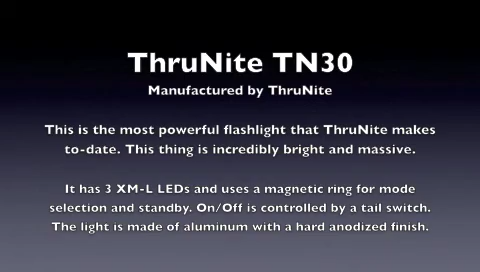 ThruNite TN30
Manufactured by ThruNite
This is the most powerful flashlight that ThruNite makes
to-date. This thing is incredibly bright and massive.
It has 3 XM-L LEDs and uses a magnetic ring for mode
selection and standby. On/Off is controlled by a tail switch.
The light is made of aluminum with a hard anodized finish.